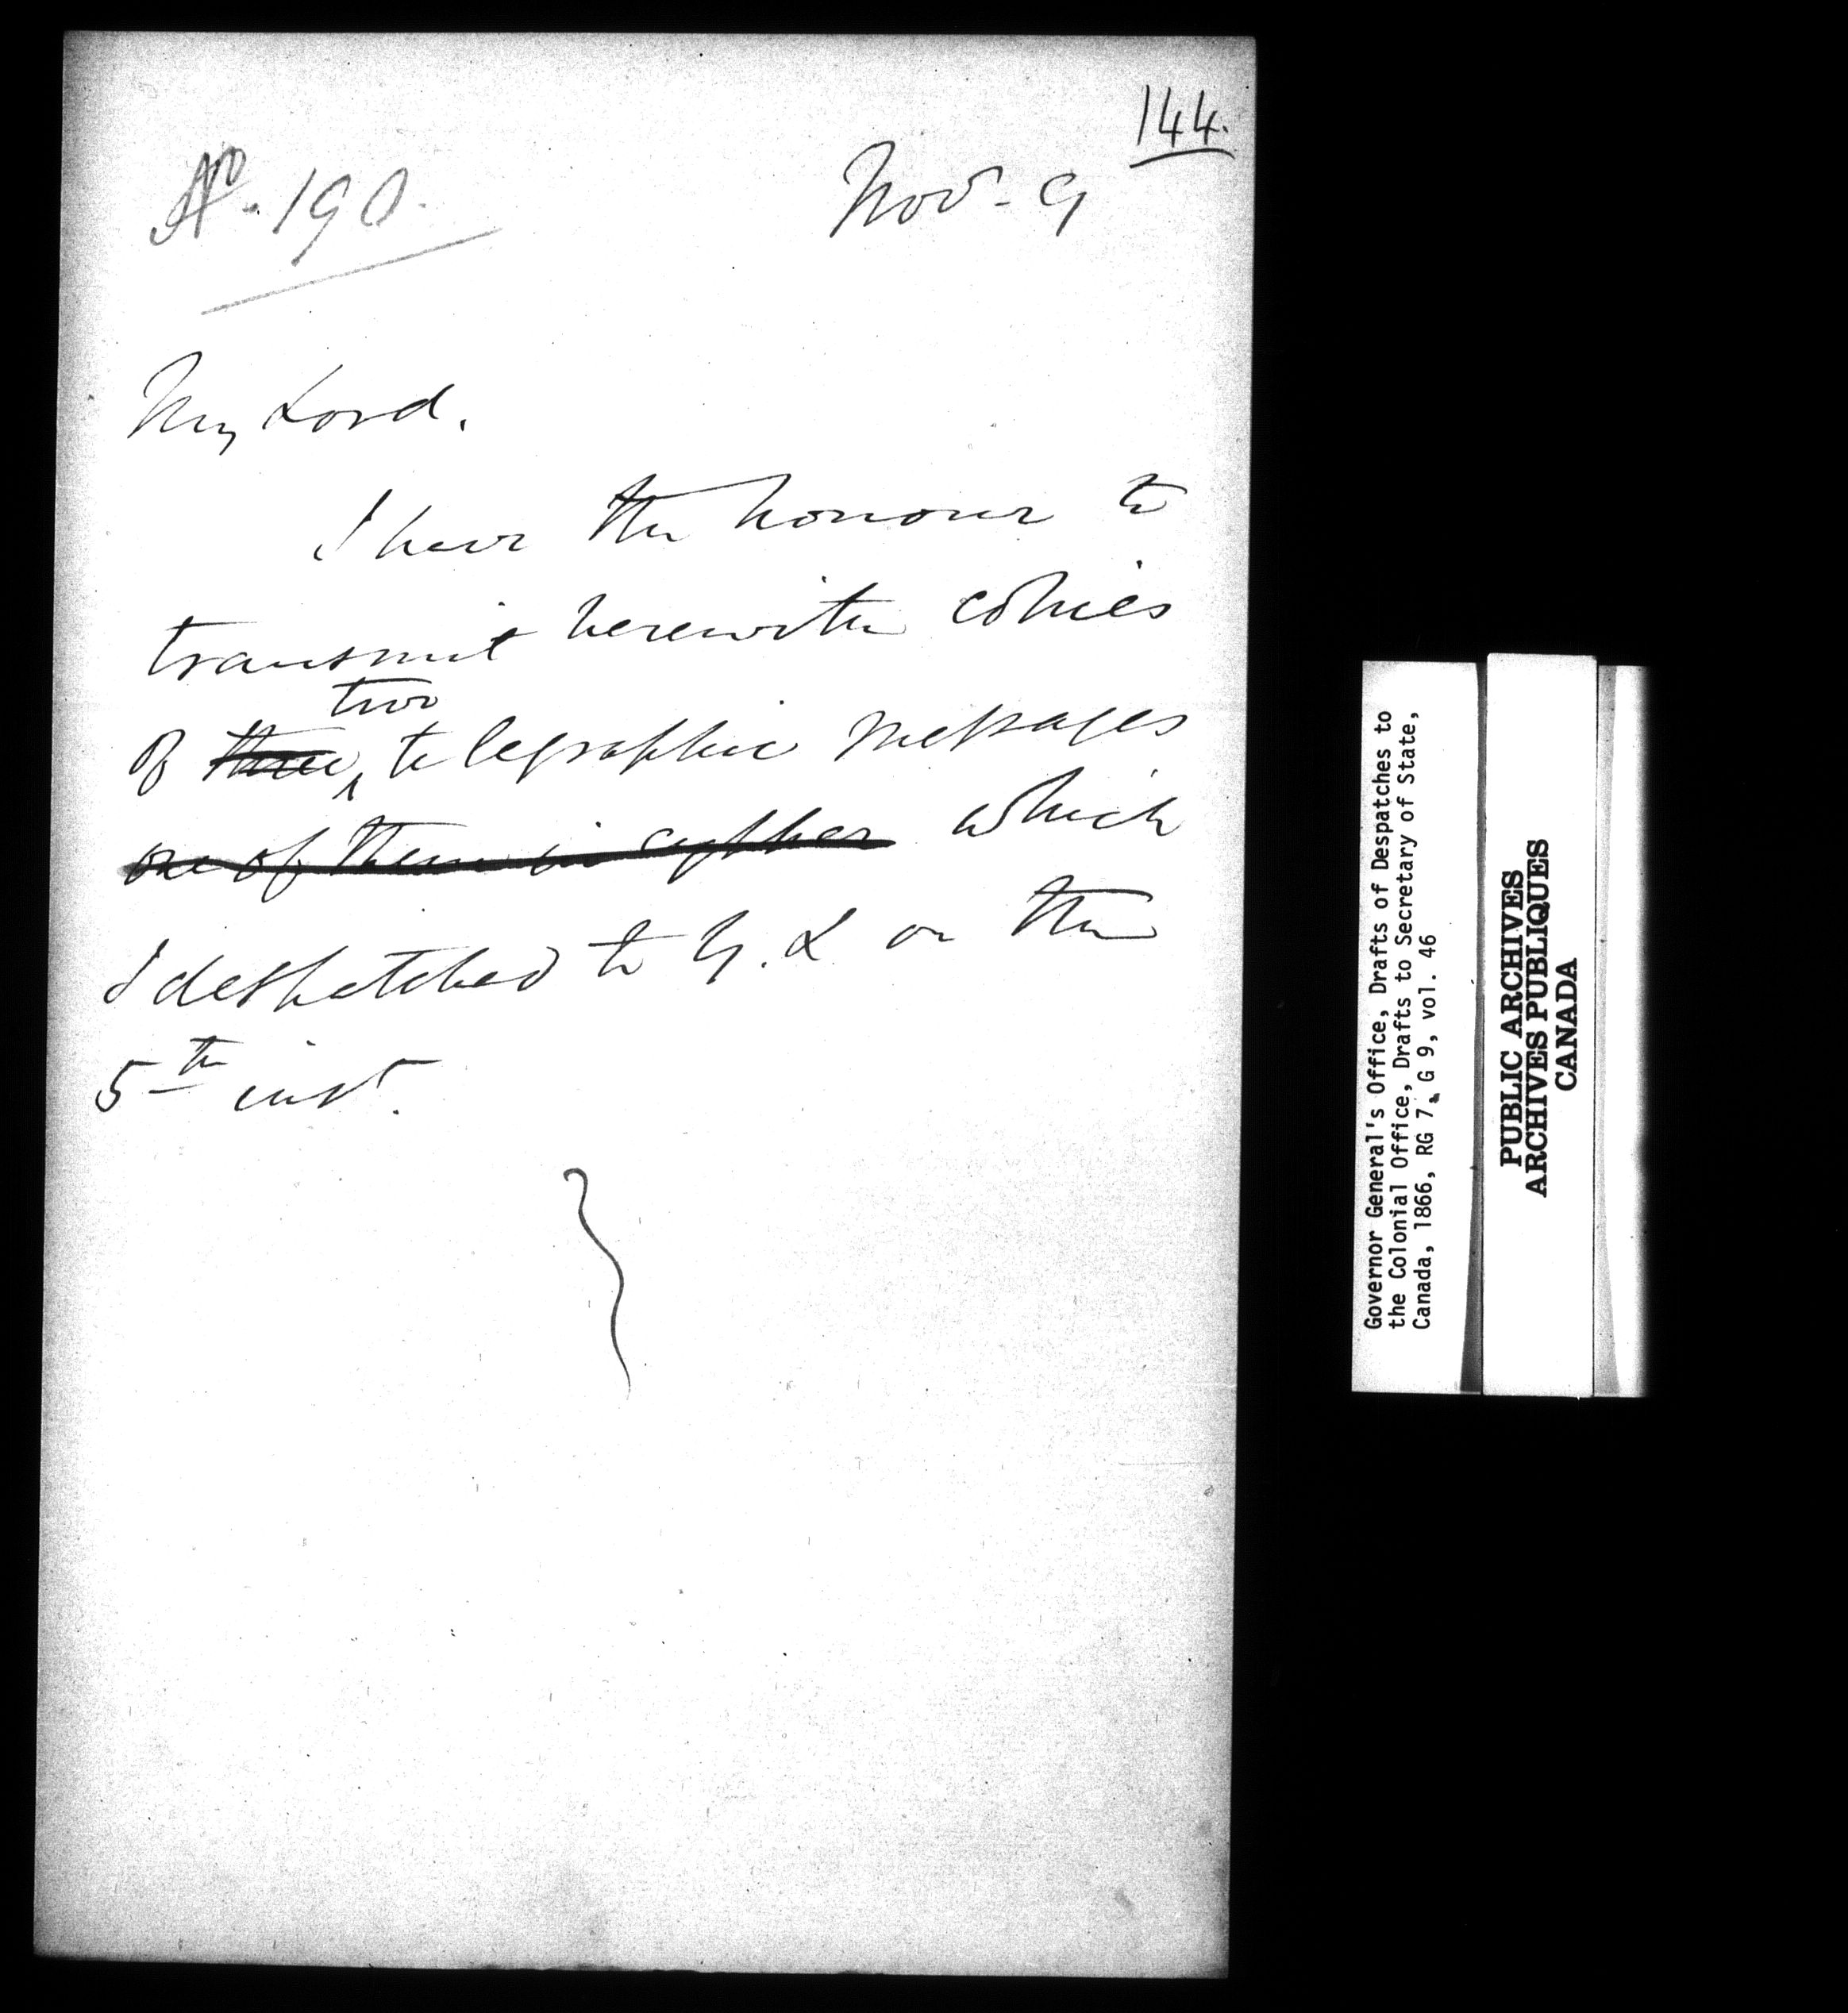 144.
No. 190.
Novr. 9
My Lord.
I have the honour to
transmit herewith copies
two
of three telegraphic messages
one of them in cypher which
I despatched to Y. L on the
5th inst.
Governor General's Office, Drafts of Despatches to
the Colonial Office, Drafts to Secretary of State,
Canada, 1866, RG 7, G 9, vol. 46
PUBLIC ARCHIVES
ARCHIVES PUBLIQUES
CANADA